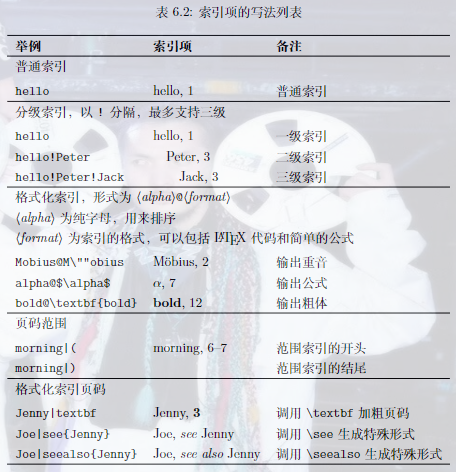 表 6.2: 索引项的写法列表
举例 索引项 备注
普通索引
hello hello, 1 普通索引
分级索引，以 ! 分隔，最多支持三级
hello hello, 1 一级索引
hello!Peter Peter, 3 二级索引
hello!Peter!Jack Jack, 3 三级索引
格式化索引，形式为 ⟨alpha⟩@⟨format⟩
⟨alpha⟩ 为纯字母，用来排序
⟨format⟩ 为索引的格式，可以包括 LATEX 代码和简单的公式
Mobius@M\""obius Möbius, 2 输出重音
alpha@$\alpha$ α, 7 输出公式
bold@\textbf{bold} bold, 12 输出粗体
页码范围
morning|( morning, 6–7 范围索引的开头
morning|) 范围索引的结尾
格式化索引页码
Jenny|textbf Jenny, 3 调用 \textbf 加粗页码
Joe|see{Jenny} Joe, see Jenny 调用 \see 生成特殊形式
Joe|seealso{Jenny} Joe, see also Jenny 调用 \seealso 生成特殊形式